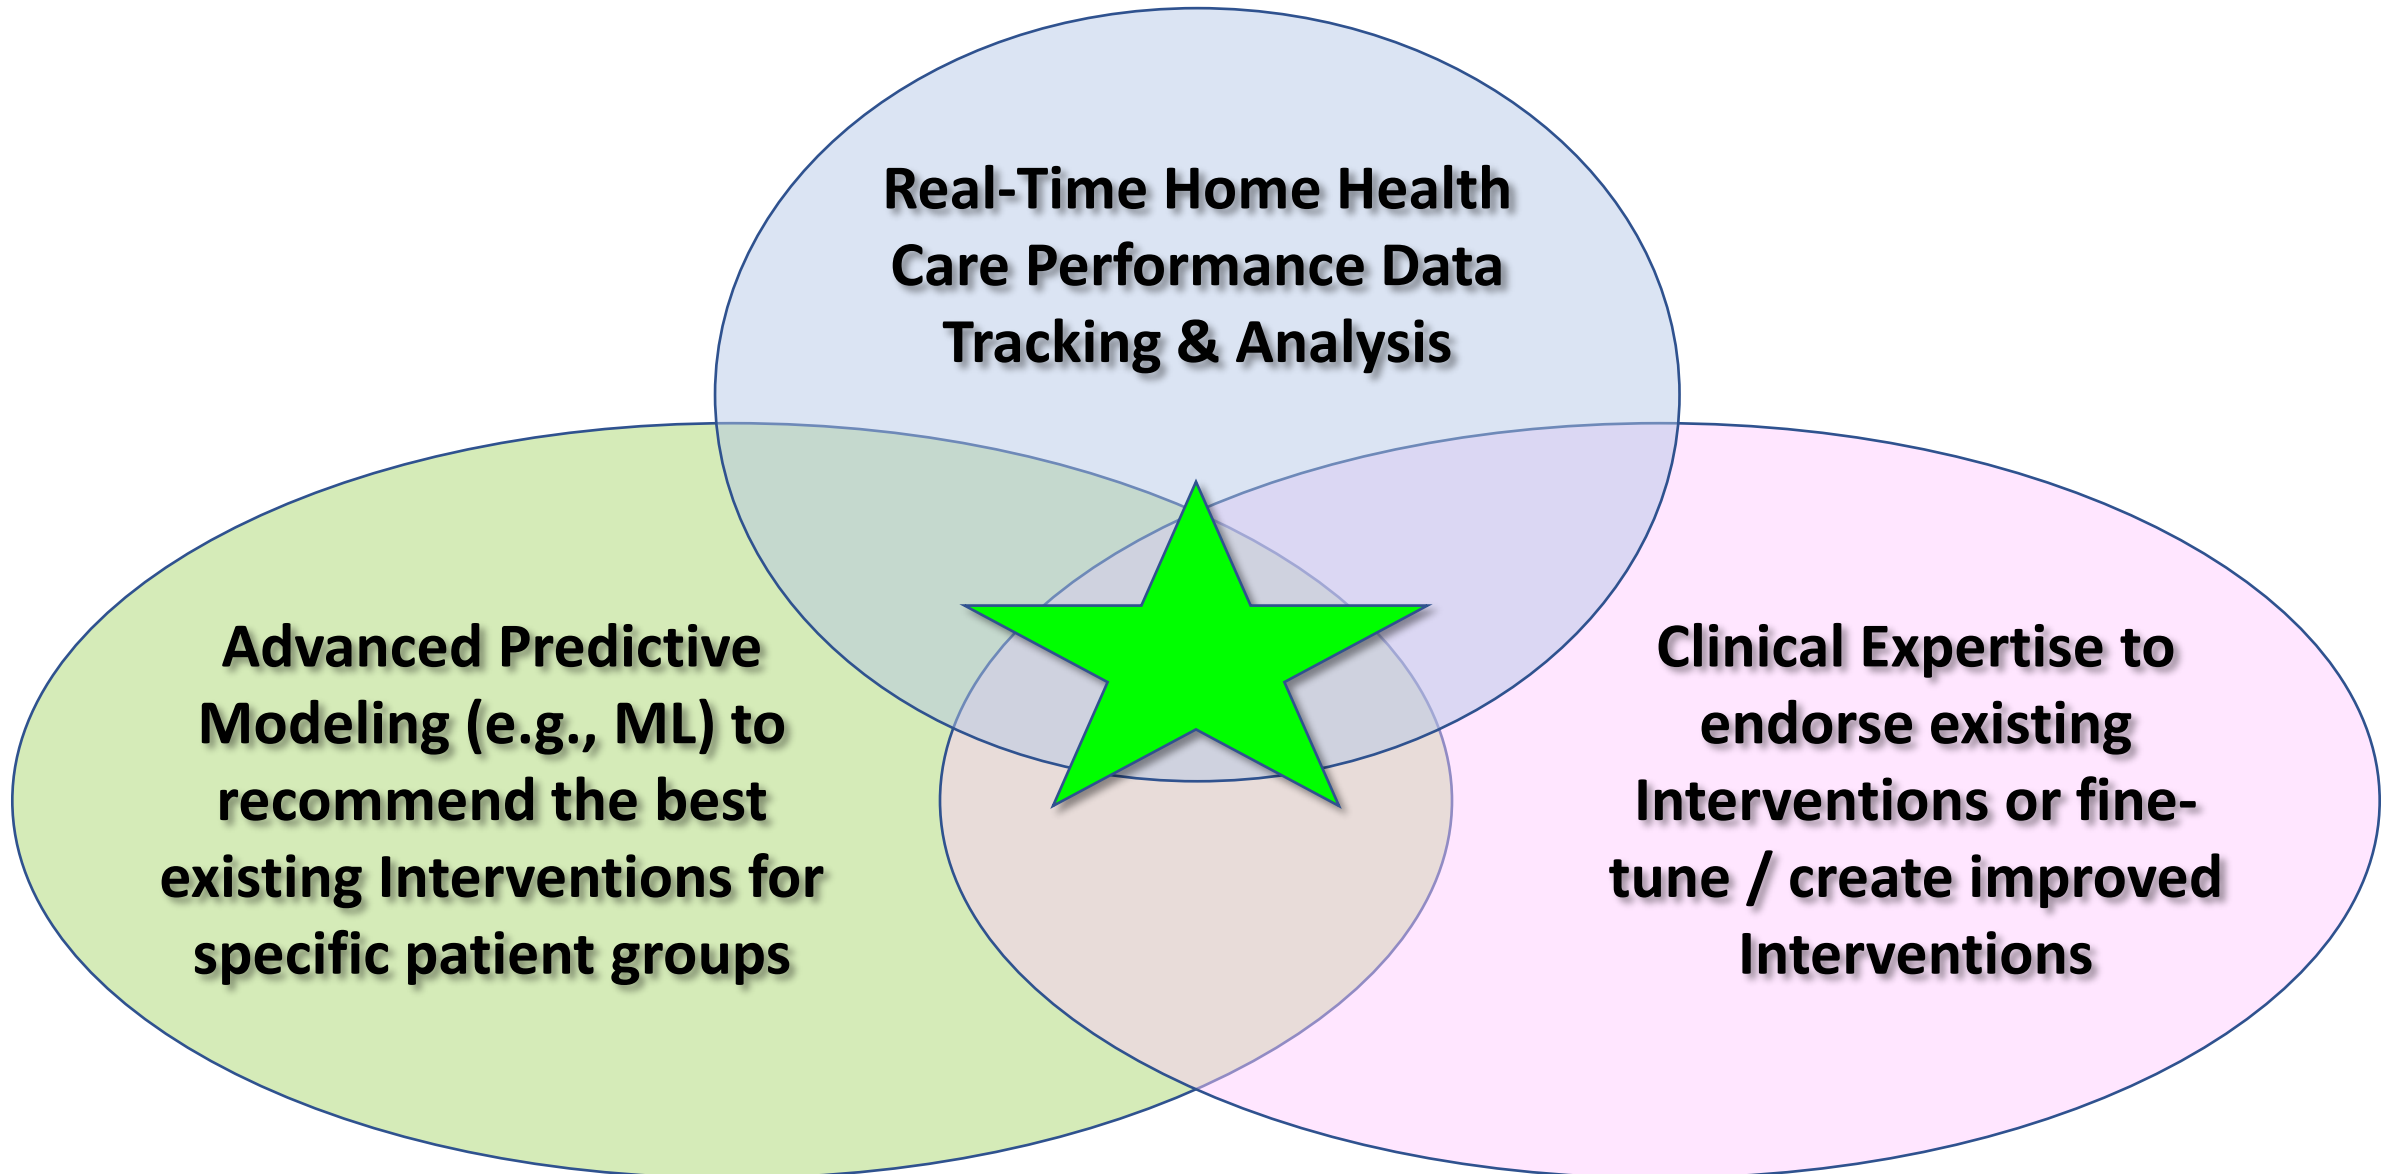 Real-Time Home Health
Care Performance Data
Tracking & Analysis
Advanced Predictive
Modeling (e.g., ML) to
recommend the best
existing Interventions for
specific patient groups
Clinical Expertise to
endorse existing
Interventions or fine-
tune / create improved
Interventions